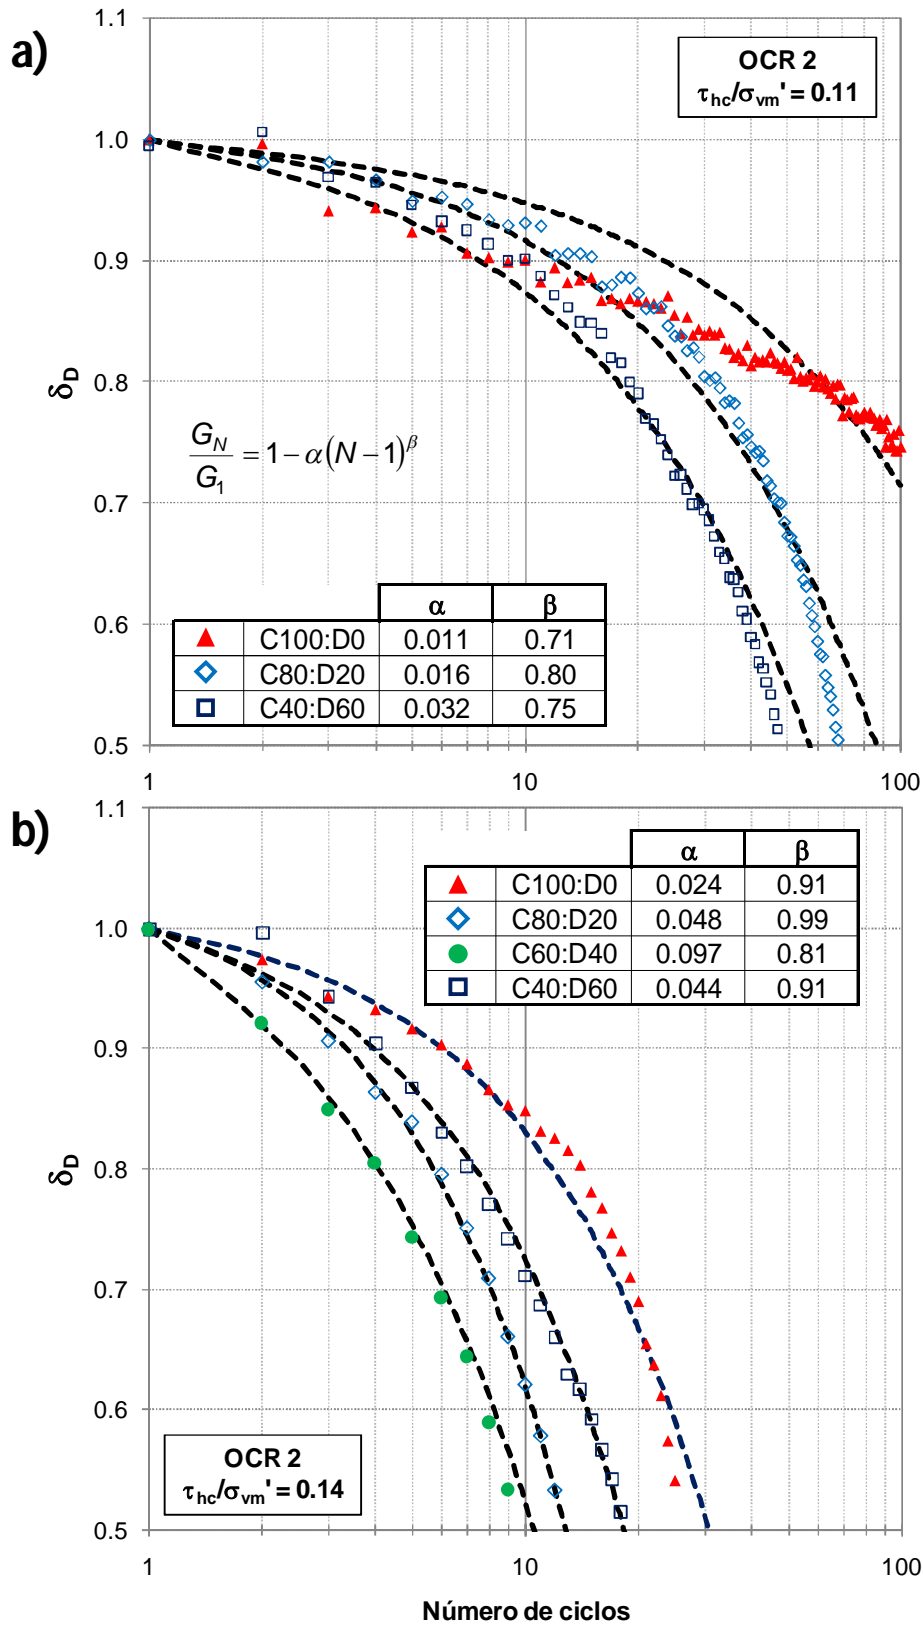 a)
1.1
1.0
0.9
0.8
0.7
0.6
0.5
δD
OCR 2
τhc/σvm' = 0.11
G_N/G_1 = 1 − α(N − 1)^β
α β
C100:D0 0.011 0.71
C80:D20 0.016 0.80
C40:D60 0.032 0.75
1 10 100
b)
1.1
1.0
0.9
0.8
0.7
0.6
0.5
δD
α β
C100:D0 0.024 0.91
C80:D20 0.048 0.99
C60:D40 0.097 0.81
C40:D60 0.044 0.91
OCR 2
τhc/σvm' = 0.14
1 10 100
Número de ciclos